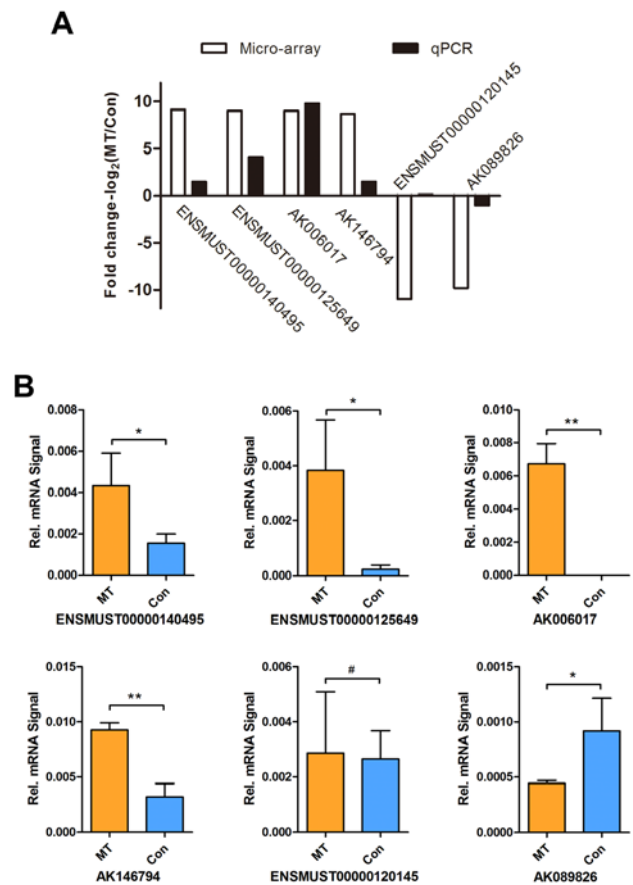 A
Micro-array qPCR
Fold change-log2(MT/Con)
10
5
0
-5
-10
ENSMUST00000140495
ENSMUST00000125649
AK006017
AK146794
ENSMUST00000120145
AK089826
B
Rel. mRNA Signal
0.008
0.006
0.004
0.002
0.000
*
MT Con
ENSMUST00000140495
Rel. mRNA Signal
0.006
0.004
0.002
0.000
*
MT Con
ENSMUST00000125649
Rel. mRNA Signal
0.010
0.008
0.006
0.004
0.002
0.000
**
MT Con
AK006017
Rel. mRNA Signal
0.015
0.010
0.005
0.000
**
MT Con
AK146794
Rel. mRNA Signal
0.006
0.004
0.002
0.000
#
MT Con
ENSMUST00000120145
Rel. mRNA Signal
0.0015
0.0010
0.0005
0.0000
*
MT Con
AK089826